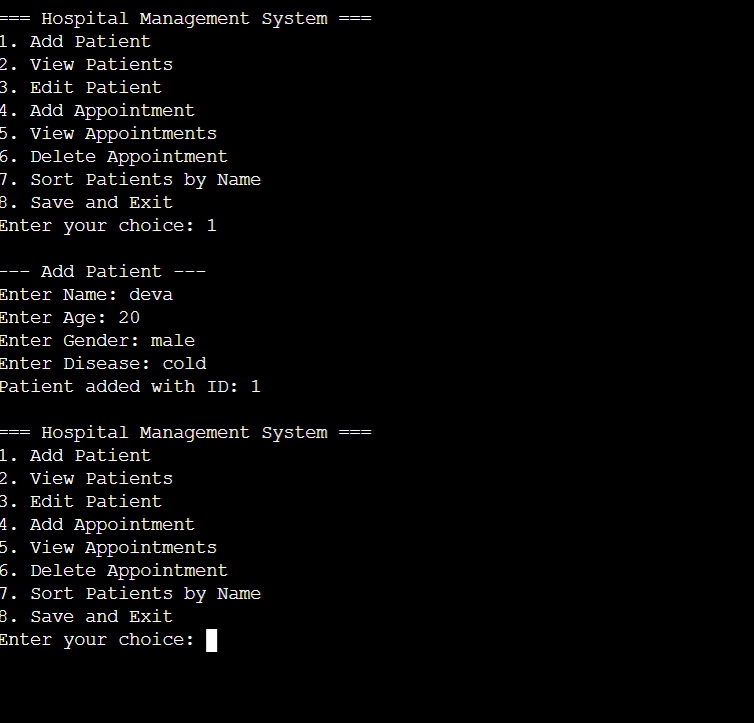 === Hospital Management System ===
1. Add Patient
2. View Patients
3. Edit Patient
4. Add Appointment
5. View Appointments
6. Delete Appointment
7. Sort Patients by Name
8. Save and Exit
Enter your choice: 1
--- Add Patient ---
Enter Name: deva
Enter Age: 20
Enter Gender: male
Enter Disease: cold
Patient added with ID: 1
=== Hospital Management System ===
1. Add Patient
2. View Patients
3. Edit Patient
4. Add Appointment
5. View Appointments
6. Delete Appointment
7. Sort Patients by Name
8. Save and Exit
Enter your choice: